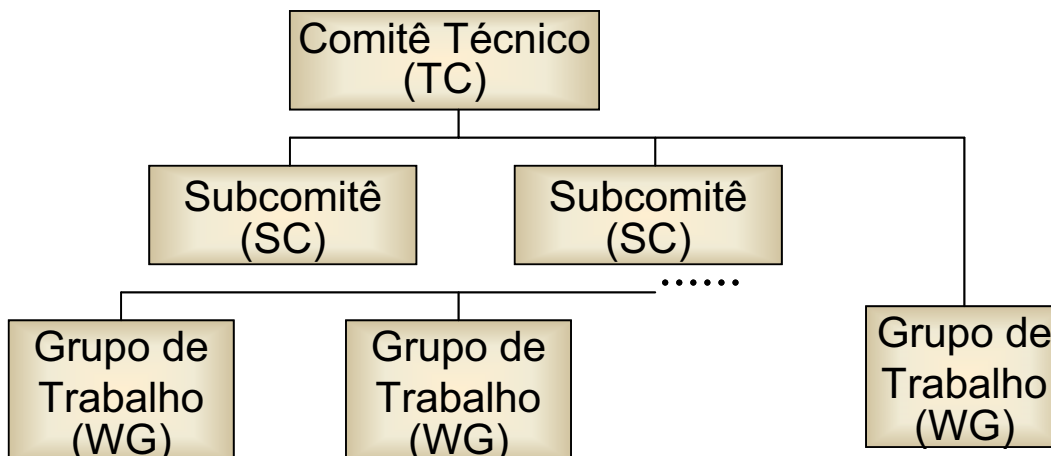 Comitê Técnico
(TC)
Subcomitê
(SC)
Subcomitê
(SC)
......
Grupo de
Trabalho
(WG)
Grupo de
Trabalho
(WG)
Grupo de
Trabalho
(WG)